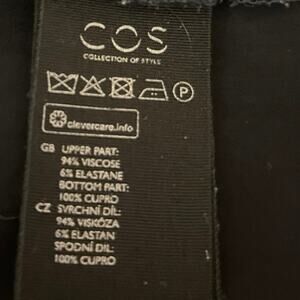 COS
COLLECTION OF STYLE
P
clevercare.info
GB UPPER PART:
94% VISCOSE
6% ELASTANE
BOTTOM PART:
100% CUPRO
CZ SVRCHNÍ DÍL:
94% VISKÓZA
6% ELASTAN
SPODNÍ DÍL:
100% CUPRO